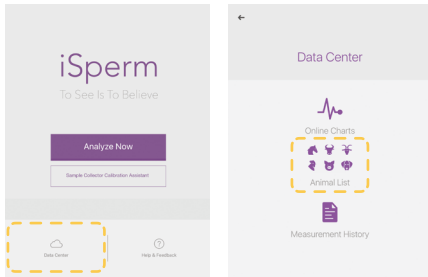 iSperm
To See Is To Believe
Analyze Now
Sample Collector Calibration Assistant
Data Center
Help & Feedback
Data Center
Online Charts
Animal List
Measurement History